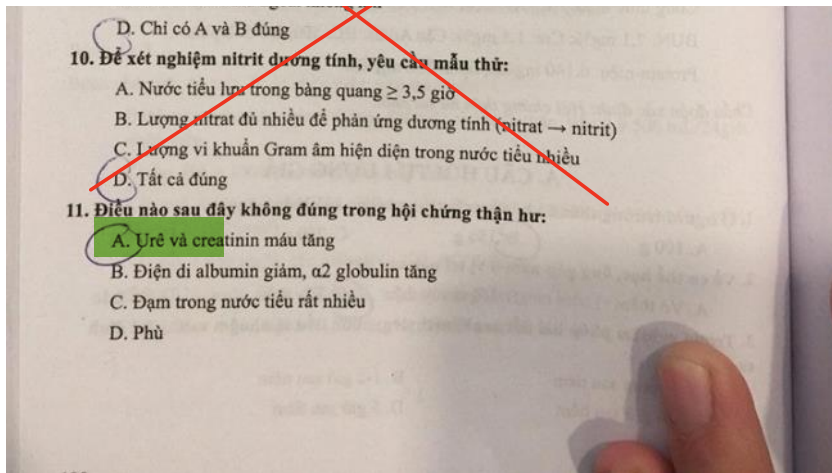 D. Chỉ có A và B đúng
10. Để xét nghiệm nitrit dương tính, yêu cầu mẫu thử:
A. Nước tiểu lưu trong bàng quang ≥ 3,5 giờ
B. Lượng nitrat đủ nhiều để phản ứng dương tính (nitrat → nitrit)
C. Lượng vi khuẩn Gram âm hiện diện trong nước tiểu nhiều
D. Tất cả đúng
11. Điều nào sau đây không đúng trong hội chứng thận hư:
A. Urê và creatinin máu tăng
B. Điện di albumin giảm, α2 globulin tăng
C. Đạm trong nước tiểu rất nhiều
D. Phù